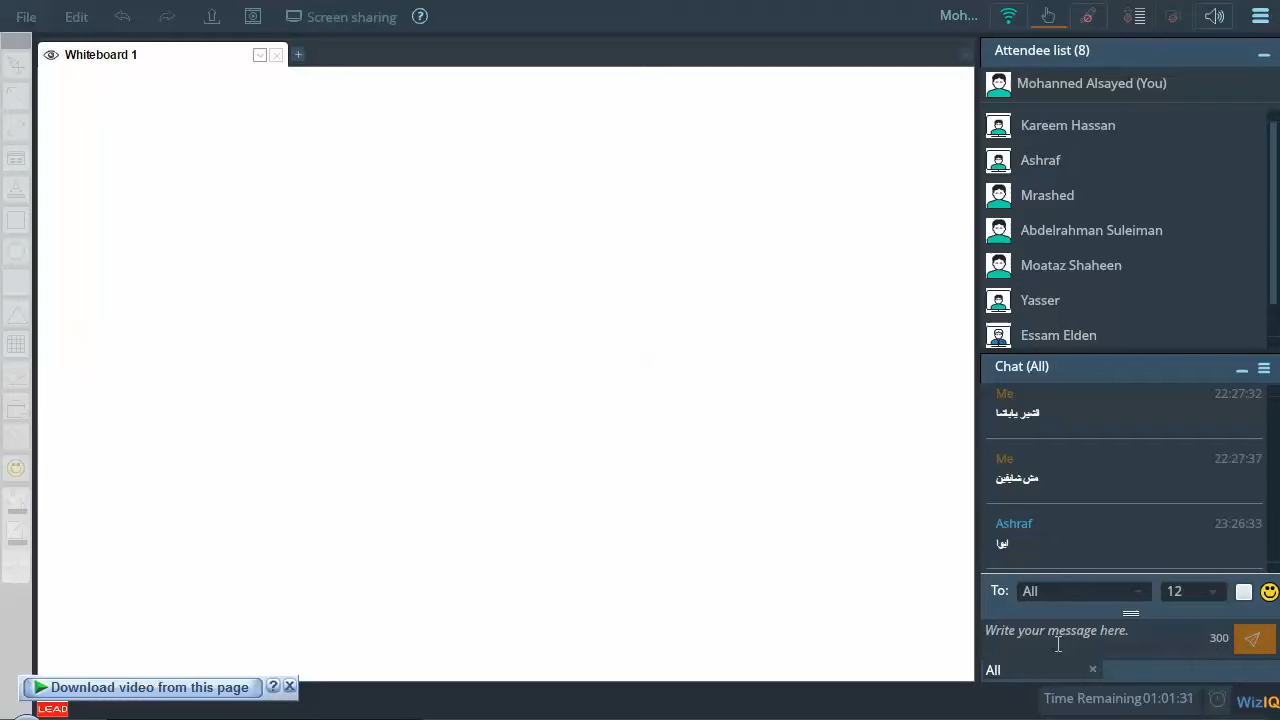 File Edit Screen sharing ? Moh...
Whiteboard 1
Attendee list (8)
Mohanned Alsayed (You)
Kareem Hassan
Ashraf
Mrashed
Abdelrahman Suleiman
Moataz Shaheen
Yasser
Essam Elden
Chat (All)
Me 22:27:32
Me 22:27:37
مش شايفين
Ashraf 23:26:33
ايوا
To: All 12
Write your message here. 300
All
Download video from this page ?
Time Remaining 01:01:31 WizIQ
LEAD